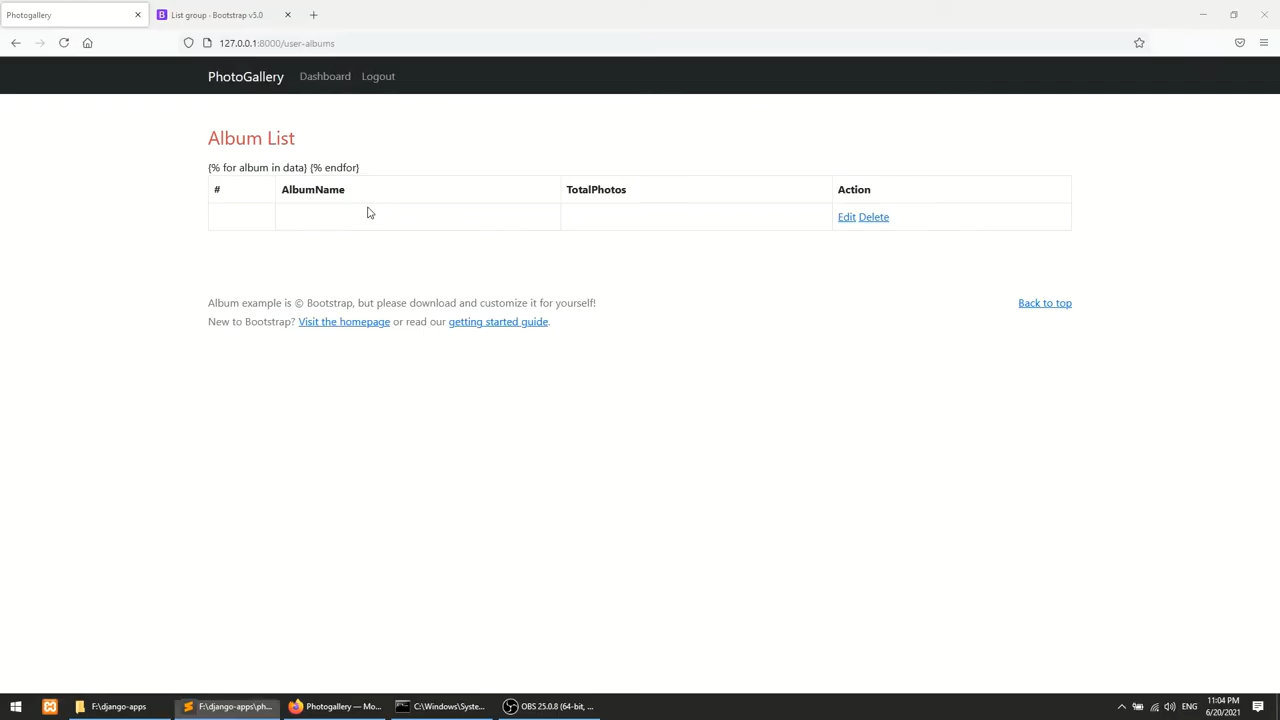 Photogallery
List group · Bootstrap v5.0
127.0.0.1:8000/user-albums
PhotoGallery Dashboard Logout
Album List
{% for album in data} {% endfor}
# AlbumName TotalPhotos Action
Edit Delete
Album example is © Bootstrap, but please download and customize it for yourself! Back to top
New to Bootstrap? Visit the homepage or read our getting started guide.
F:\django-apps F:\django-apps\ph... Photogallery — Mo... C:\Windows\Syste... OBS 25.0.8 (64-bit, ... ENG 11:04 PM
6/20/2021